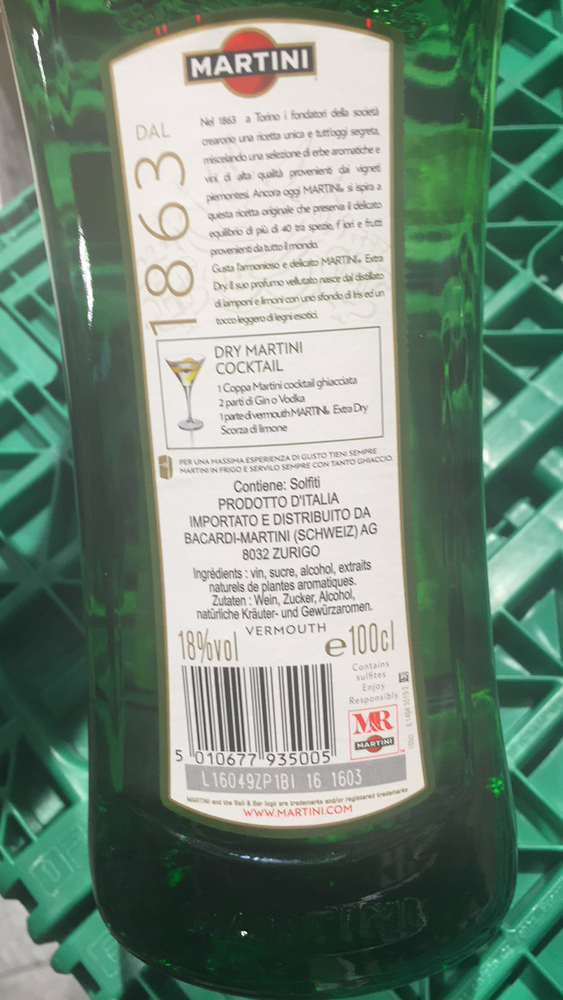 MARTINI
DAL
1863
Nel 1863 a Torino i fondatori della società
crearono una ricetta unica e tutt'oggi segreta,
miscelando una selezione di erbe aromatiche e
vini di alta qualità provenienti dai vigneti
piemontesi. Ancora oggi MARTINI® si ispira a
questa ricetta originale che preserva il delicato
equilibrio di più di 40 tra spezie, fiori e frutti
provenienti da tutto il mondo.
Gusta l'armonioso e delicato MARTINI® Extra
Dry. Il suo profumo vellutato nasce dal distillato
di lamponi e limoni con uno sfondo di Iris ed un
tocco leggero di legni esotici.
DRY MARTINI
COCKTAIL
1 Coppa Martini cocktail ghiacciata
2 parti di Gin o Vodka
1 parte di vermouth MARTINI® Extra Dry
Scorza di limone
PER UNA MASSIMA ESPERIENZA DI GUSTO TIENI SEMPRE
MARTINI IN FRIGO E SERVILO SEMPRE CON TANTO GHIACCIO.
Contiene: Solfiti
PRODOTTO D'ITALIA
IMPORTATO E DISTRIBUITO DA
BACARDI-MARTINI (SCHWEIZ) AG
8032 ZURIGO
Ingrédients : vin, sucre, alcohol, extraits
naturels de plantes aromatiques.
Zutaten : Wein, Zucker, Alcohol,
natürliche Kräuter- und Gewürzaromen.
VERMOUTH
18%vol
e 100cl
Contains
sulfites
Enjoy
Responsibly
M&R
MARTINI
5 010677 935005
L16049ZP1B1 16 1603
MARTINI and the Ball & Bar logo are trademarks and/or registered trademarks
WWW.MARTINI.COM